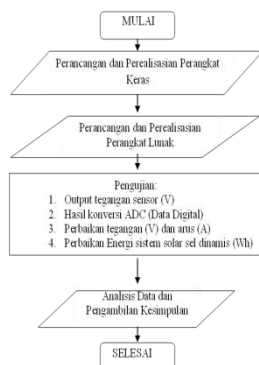 MULAI
Perancangan dan Perealisasian Perangkat
Keras
Perancangan dan Perealisasian
Perangkat Lunak
Pengujian:
1. Output tegangan sensor (V)
2. Hasil konversi ADC (Data Digital)
3. Perbaikan tegangan (V) dan arus (A)
4. Perbaikan Energi sistem solar sel dinamis (Wh)
Analisis Data dan
Pengambilan Kesimpulan
SELESAI